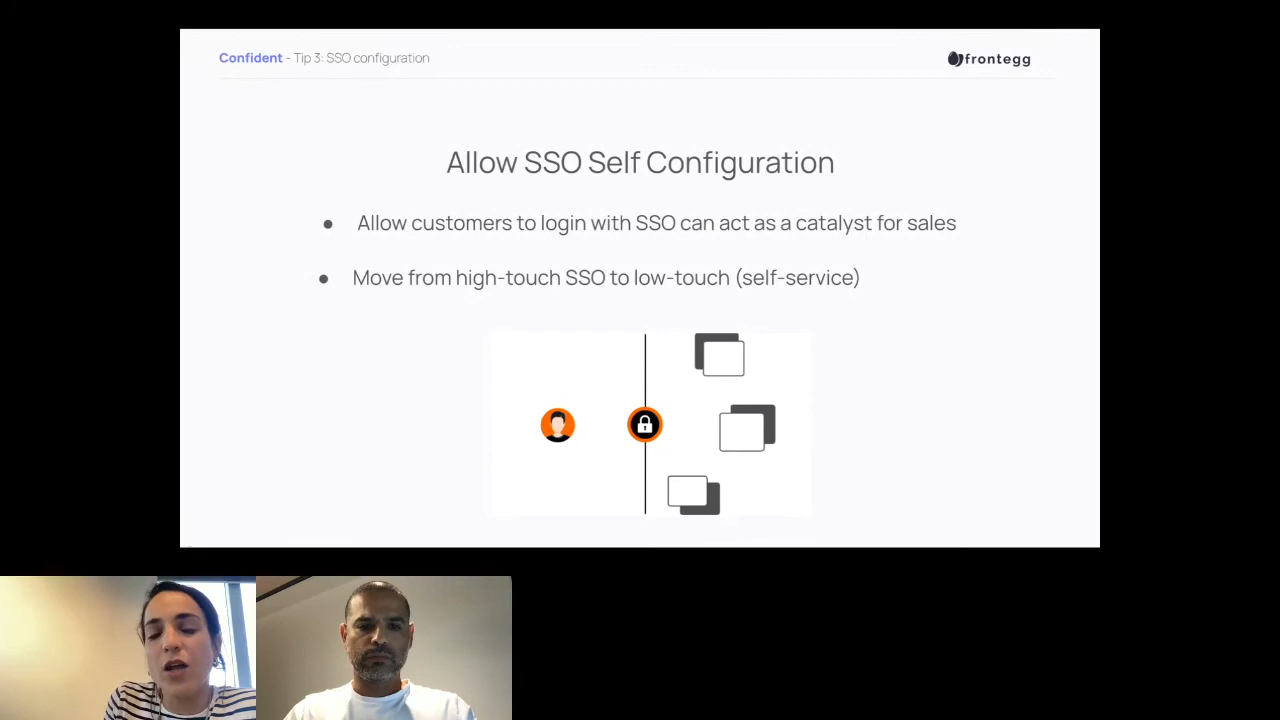 Confident - Tip 3: SSO configuration
frontegg
Allow SSO Self Configuration
● Allow customers to login with SSO can act as a catalyst for sales
● Move from high-touch SSO to low-touch (self-service)